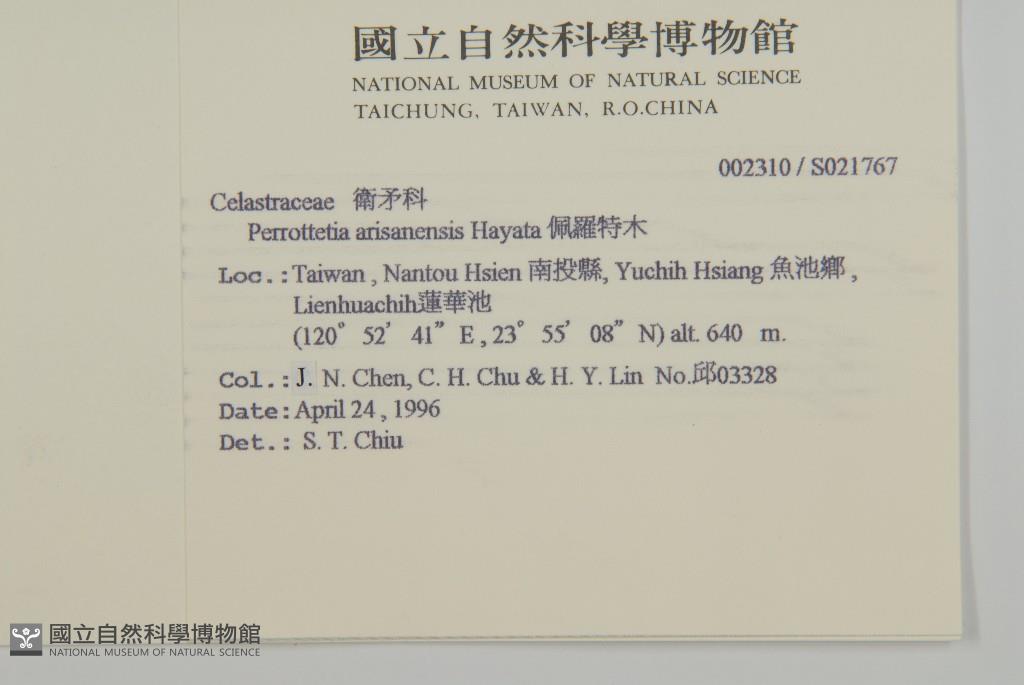 國立自然科學博物館
NATIONAL MUSEUM OF NATURAL SCIENCE
TAICHUNG, TAIWAN, R.O.CHINA
002310 / S021767
Celastraceae 衛矛科
Perrottetia arisanensis Hayata 佩羅特木
Loc.: Taiwan , Nantou Hsien 南投縣, Yuchih Hsiang 魚池鄉 ,
Lienhuachih蓮華池
(120° 52' 41" E , 23° 55' 08" N) alt. 640 m.
Col.: J. N. Chen, C. H. Chu & H. Y. Lin No.邱03328
Date: April 24 , 1996
Det.: S. T. Chiu
國立自然科學博物館
NATIONAL MUSEUM OF NATURAL SCIENCE